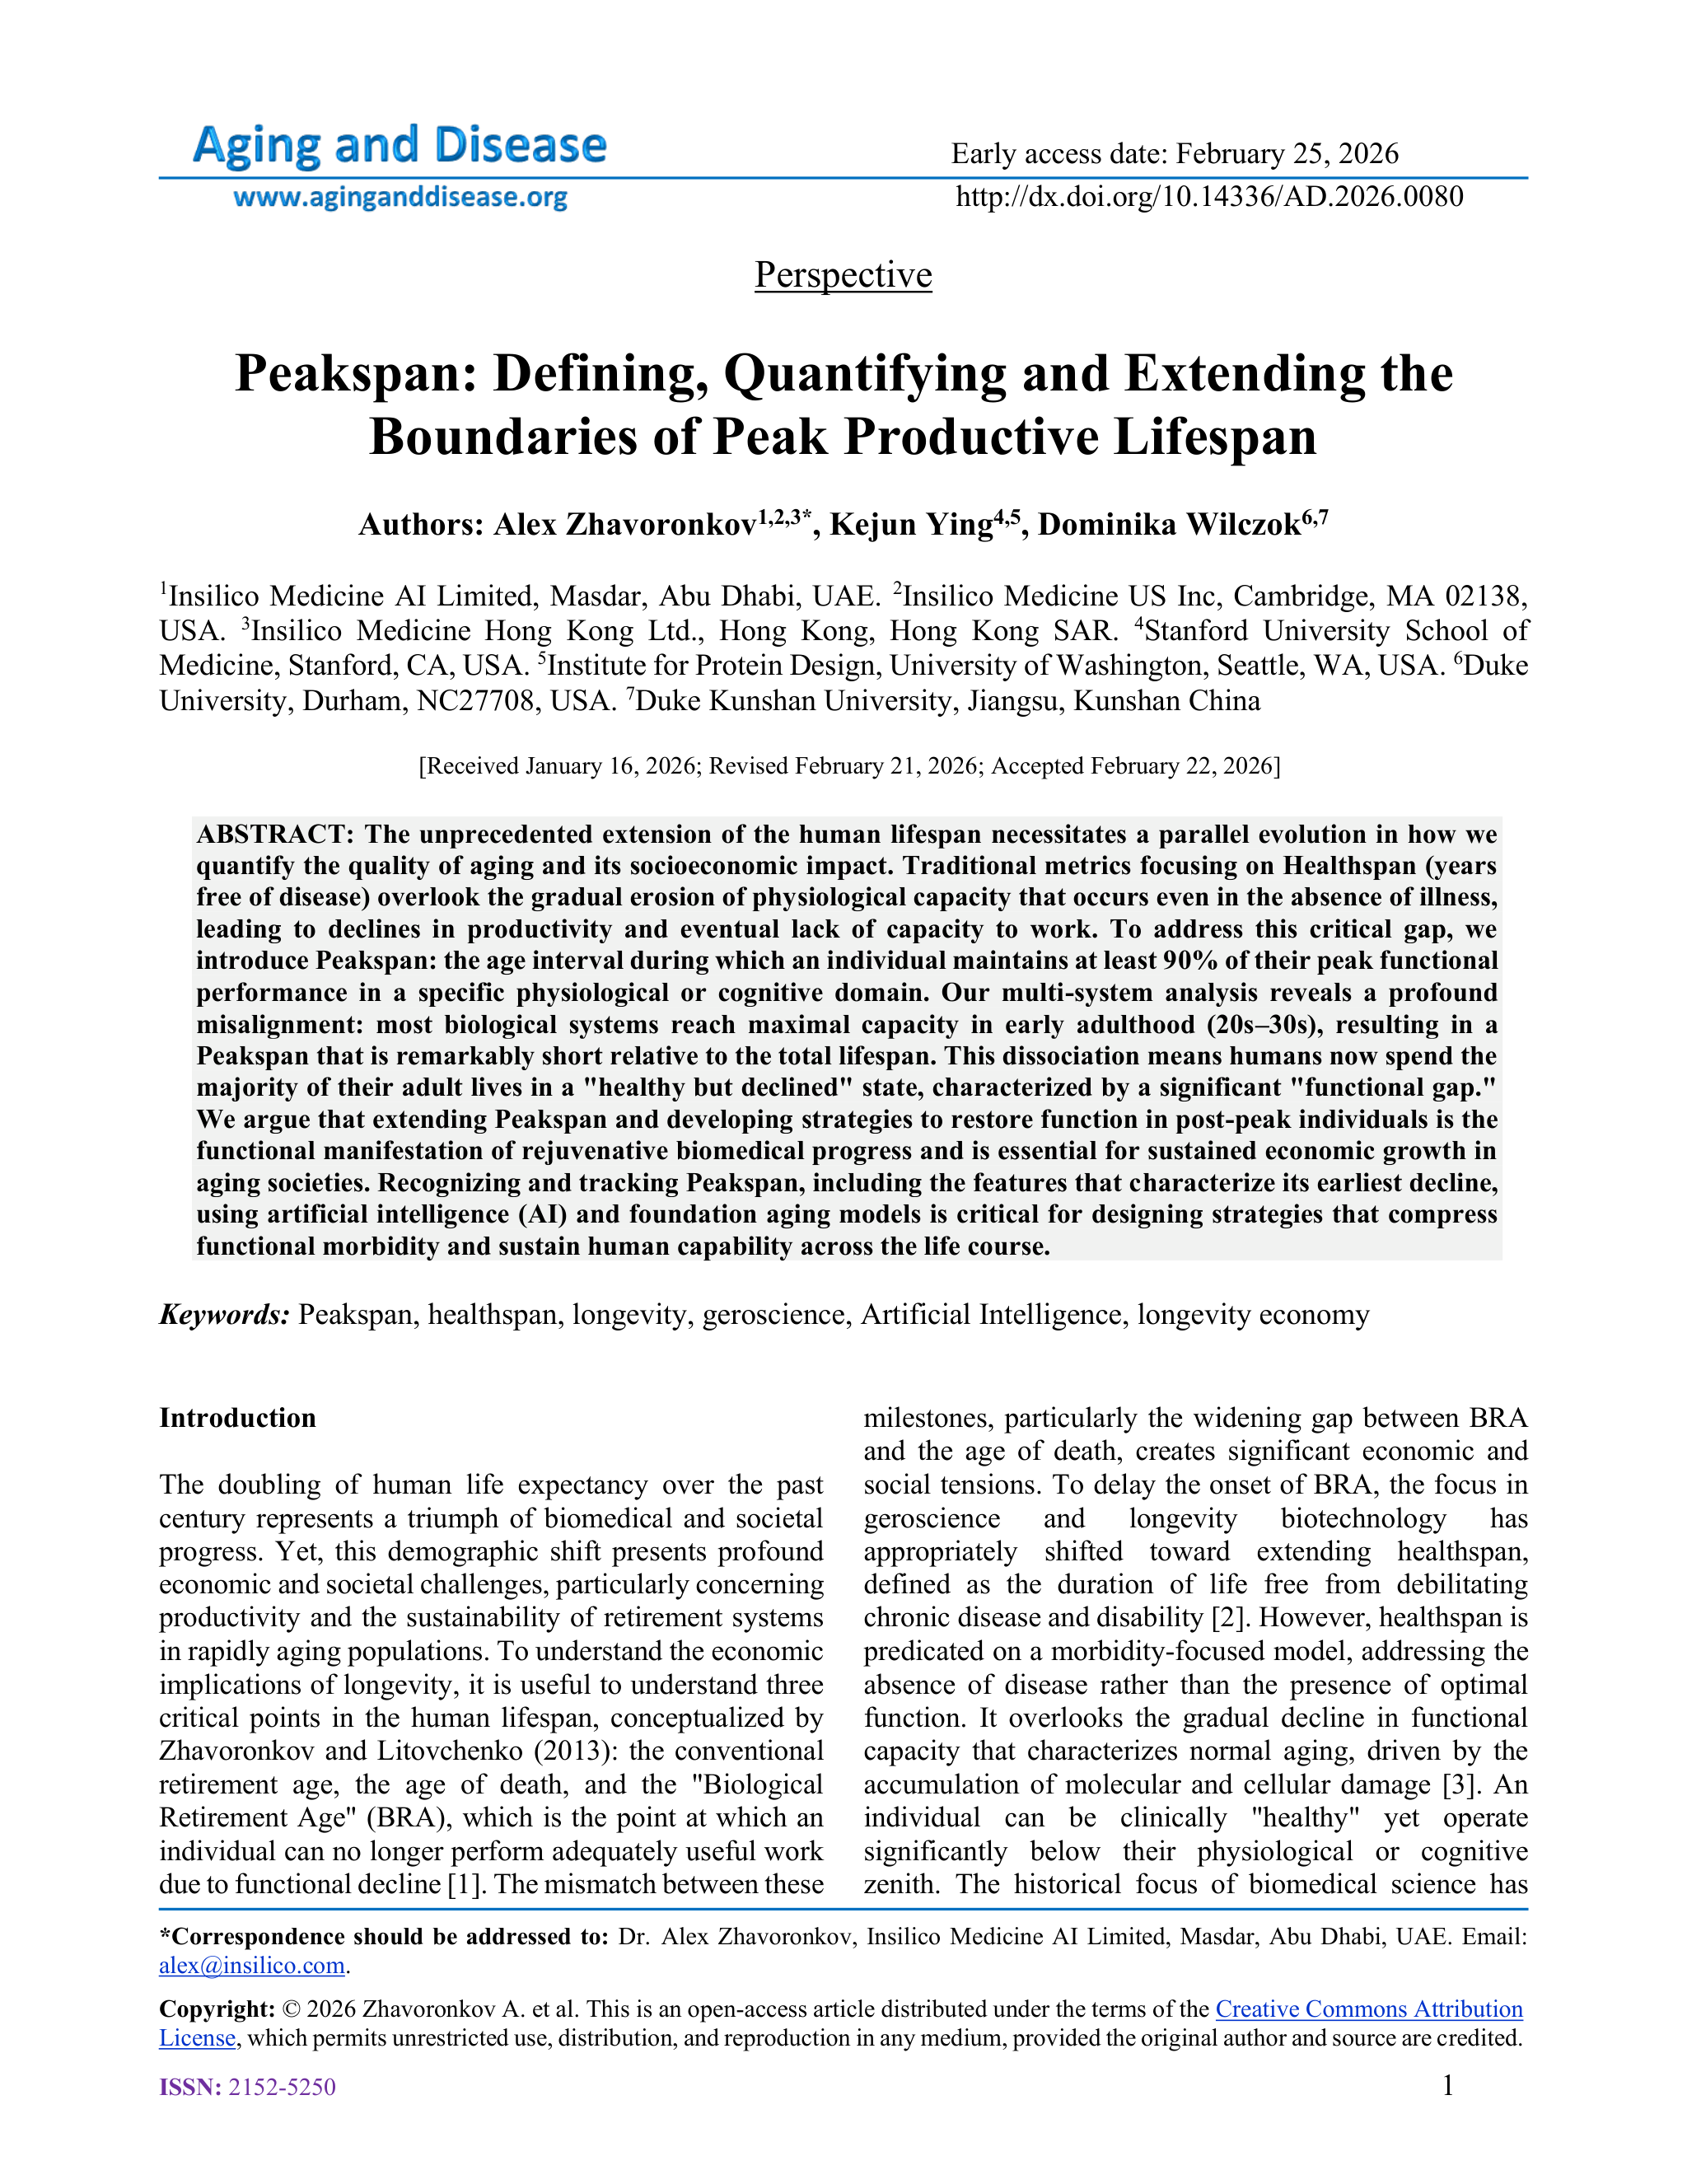 Aging and Disease
www.aginganddisease.org
Early access date: February 25, 2026
http://dx.doi.org/10.14336/AD.2026.0080
Perspective
Peakspan: Defining, Quantifying and Extending the
Boundaries of Peak Productive Lifespan
Authors: Alex Zhavoronkov1,2,3*, Kejun Ying4,5, Dominika Wilczok6,7
1Insilico Medicine AI Limited, Masdar, Abu Dhabi, UAE. 2Insilico Medicine US Inc, Cambridge, MA 02138,
USA. 3Insilico Medicine Hong Kong Ltd., Hong Kong, Hong Kong SAR. 4Stanford University School of
Medicine, Stanford, CA, USA. 5Institute for Protein Design, University of Washington, Seattle, WA, USA. 6Duke
University, Durham, NC27708, USA. 7Duke Kunshan University, Jiangsu, Kunshan China
[Received January 16, 2026; Revised February 21, 2026; Accepted February 22, 2026]
ABSTRACT: The unprecedented extension of the human lifespan necessitates a parallel evolution in how we
quantify the quality of aging and its socioeconomic impact. Traditional metrics focusing on Healthspan (years
free of disease) overlook the gradual erosion of physiological capacity that occurs even in the absence of illness,
leading to declines in productivity and eventual lack of capacity to work. To address this critical gap, we
introduce Peakspan: the age interval during which an individual maintains at least 90% of their peak functional
performance in a specific physiological or cognitive domain. Our multi-system analysis reveals a profound
misalignment: most biological systems reach maximal capacity in early adulthood (20s–30s), resulting in a
Peakspan that is remarkably short relative to the total lifespan. This dissociation means humans now spend the
majority of their adult lives in a "healthy but declined" state, characterized by a significant "functional gap."
We argue that extending Peakspan and developing strategies to restore function in post-peak individuals is the
functional manifestation of rejuvenative biomedical progress and is essential for sustained economic growth in
aging societies. Recognizing and tracking Peakspan, including the features that characterize its earliest decline,
using artificial intelligence (AI) and foundation aging models is critical for designing strategies that compress
functional morbidity and sustain human capability across the life course.
Keywords: Peakspan, healthspan, longevity, geroscience, Artificial Intelligence, longevity economy
Introduction
The doubling of human life expectancy over the past
century represents a triumph of biomedical and societal
progress. Yet, this demographic shift presents profound
economic and societal challenges, particularly concerning
productivity and the sustainability of retirement systems
in rapidly aging populations. To understand the economic
implications of longevity, it is useful to understand three
critical points in the human lifespan, conceptualized by
Zhavoronkov and Litovchenko (2013): the conventional
retirement age, the age of death, and the "Biological
Retirement Age" (BRA), which is the point at which an
individual can no longer perform adequately useful work
due to functional decline [1]. The mismatch between these
milestones, particularly the widening gap between BRA
and the age of death, creates significant economic and
social tensions. To delay the onset of BRA, the focus in
geroscience and longevity biotechnology has
appropriately shifted toward extending healthspan,
defined as the duration of life free from debilitating
chronic disease and disability [2]. However, healthspan is
predicated on a morbidity-focused model, addressing the
absence of disease rather than the presence of optimal
function. It overlooks the gradual decline in functional
capacity that characterizes normal aging, driven by the
accumulation of molecular and cellular damage [3]. An
individual can be clinically "healthy" yet operate
significantly below their physiological or cognitive
zenith. The historical focus of biomedical science has
*Correspondence should be addressed to: Dr. Alex Zhavoronkov, Insilico Medicine AI Limited, Masdar, Abu Dhabi, UAE. Email:
alex@insilico.com.
Copyright: © 2026 Zhavoronkov A. et al. This is an open-access article distributed under the terms of the Creative Commons Attribution
License, which permits unrestricted use, distribution, and reproduction in any medium, provided the original author and source are credited.
ISSN: 2152-5250
1